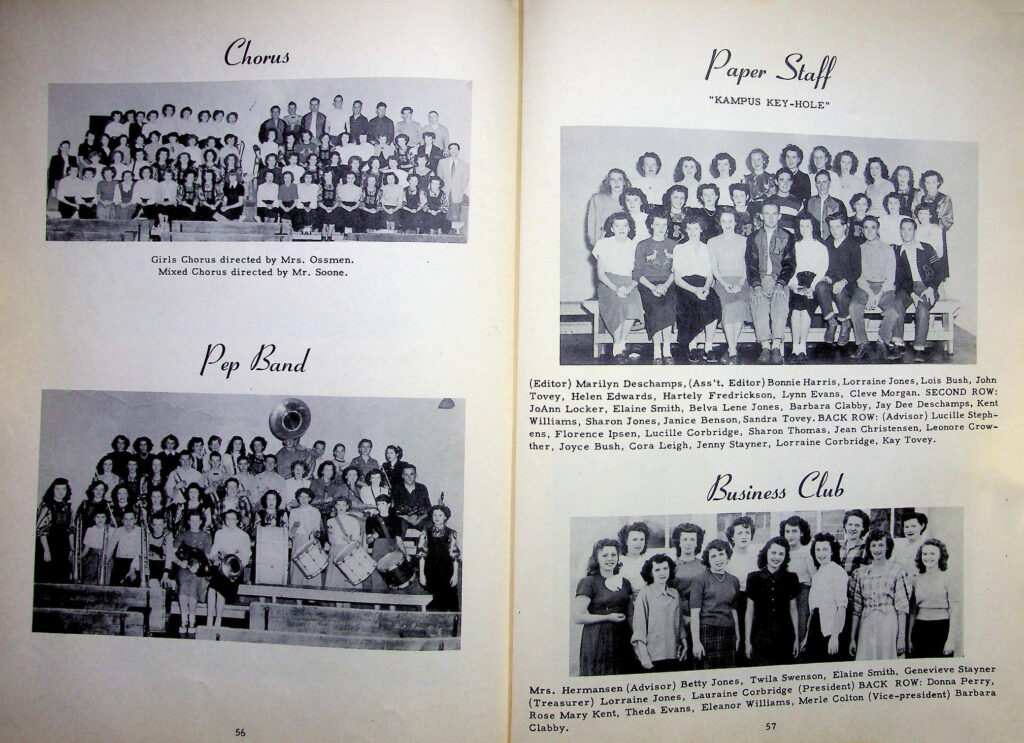 Chorus
Girls Chorus directed by Mrs. Ossmen.
Mixed Chorus directed by Mr. Soone.
Pep Band
56
Paper Staff
"KAMPUS KEY-HOLE"
(Editor) Marilyn Deschamps, (Ass't. Editor) Bonnie Harris, Lorraine Jones, Lois Bush, John
Tovey, Helen Edwards, Hartely Fredrickson, Lynn Evans, Cleve Morgan. SECOND ROW:
JoAnn Locker, Elaine Smith, Belva Lene Jones, Barbara Clabby, Jay Dee Deschamps, Kent
Williams, Sharon Jones, Janice Benson, Sandra Tovey. BACK ROW: (Advisor) Lucille Steph-
ens, Florence Ipsen, Lucille Corbridge, Sharon Thomas, Jean Christensen, Leonore Crow-
ther, Joyce Bush, Cora Leigh, Jenny Stayner, Lorraine Corbridge, Kay Tovey.
Business Club
Mrs. Hermansen (Advisor) Betty Jones, Twila Swenson, Elaine Smith, Genevieve Stayner
(Treasurer) Lorraine Jones, Lauraine Corbridge (President) BACK ROW: Donna Perry,
Rose Mary Kent, Theda Evans, Eleanor Williams, Merle Colton (Vice-president) Barbara
Clabby.
57